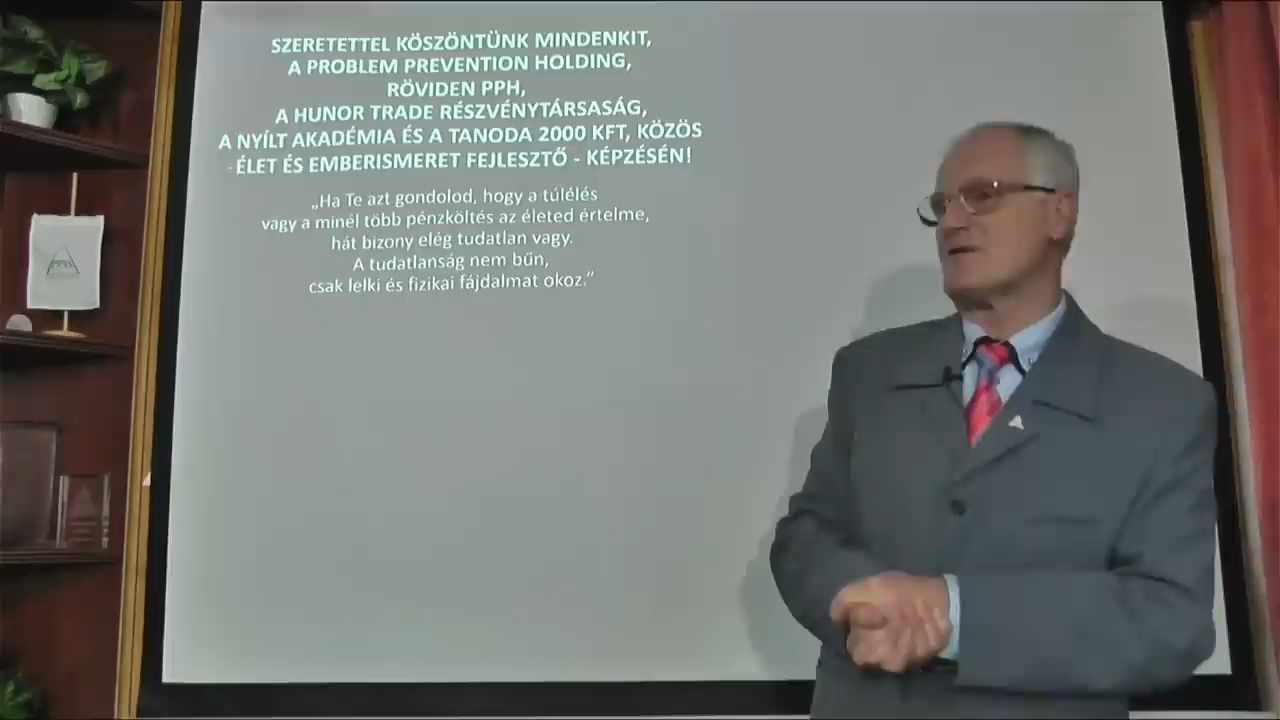 SZERETETTEL KÖSZÖNTÜNK MINDENKIT,
A PROBLEM PREVENTION HOLDING,
RÖVIDEN PPH,
A HUNOR TRADE RÉSZVÉNYTÁRSASÁG,
A NYÍLT AKADÉMIA ÉS A TANODA 2000 KFT, KÖZÖS
- ÉLET ÉS EMBERISMERET FEJLESZTŐ - KÉPZÉSÉN!
„Ha Te azt gondolod, hogy a túlélés
vagy a minél több pénzköltés az életed értelme,
hát bizony elég tudatlan vagy.
A tudatlanság nem bűn,
csak lelki és fizikai fájdalmat okoz.”